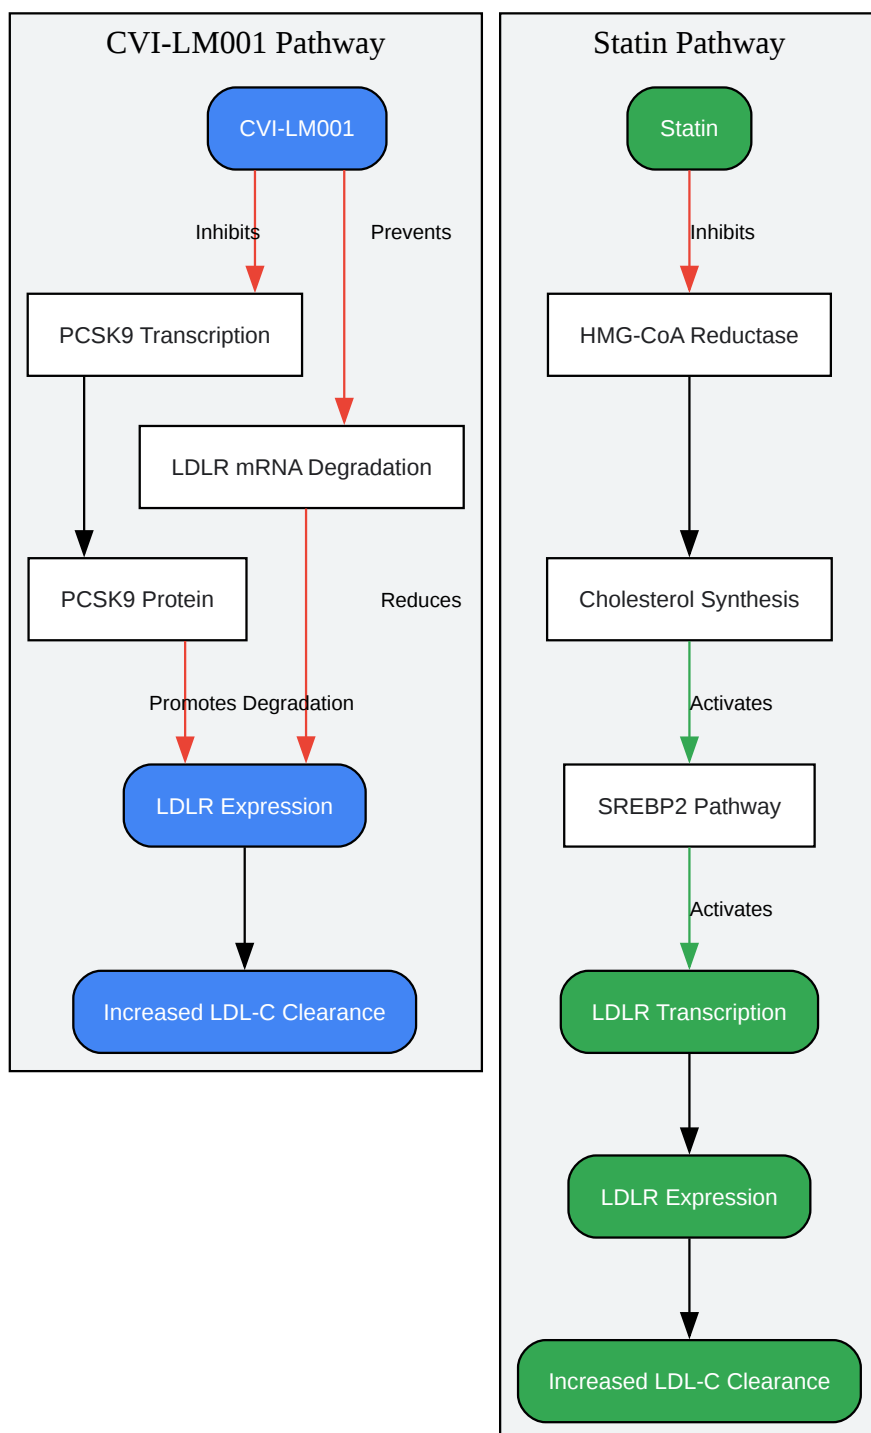 CVI-LM001 Pathway
CVI-LM001
Inhibits
Prevents
PCSK9 Transcription
LDLR mRNA Degradation
PCSK9 Protein
Reduces
Promotes Degradation
LDLR Expression
Increased LDL-C Clearance
Statin Pathway
Statin
Inhibits
HMG-CoA Reductase
Cholesterol Synthesis
Activates
SREBP2 Pathway
Activates
LDLR Transcription
LDLR Expression
Increased LDL-C Clearance